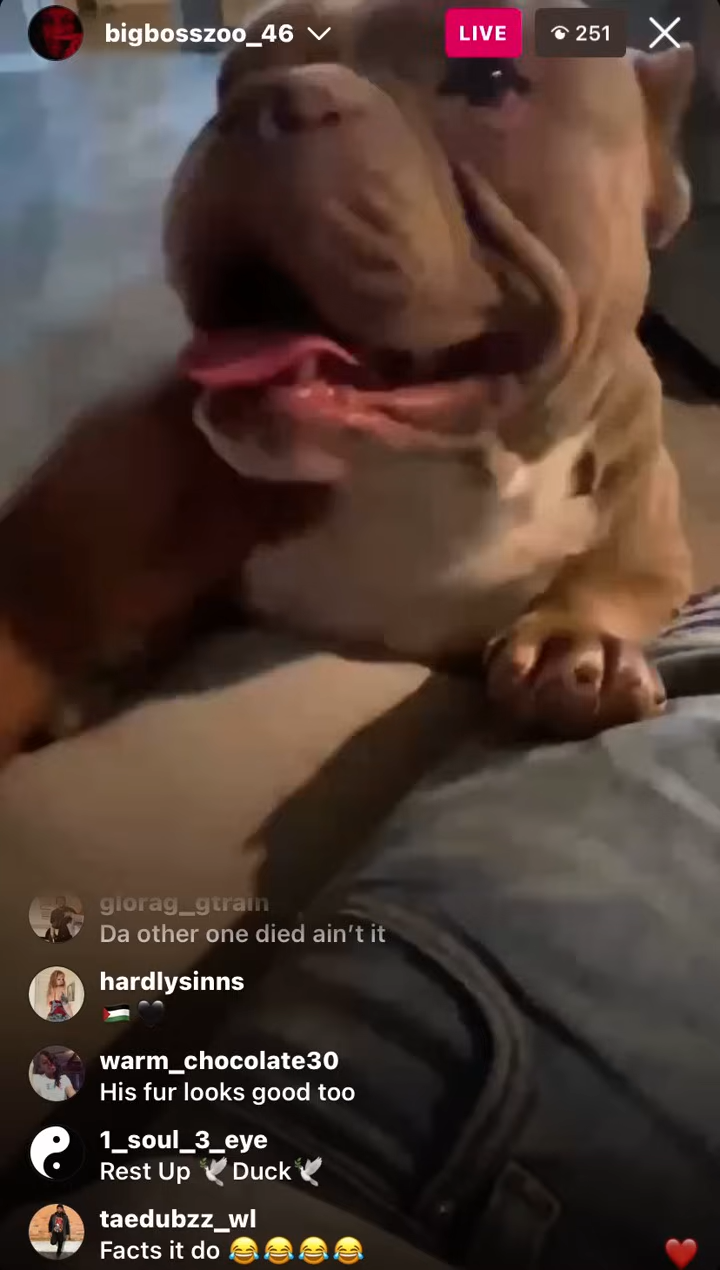 bigbosszoo_46
LIVE
251
glorag_gtrain
Da other one died ain't it
hardlysinns
🇵🇸🖤
warm_chocolate30
His fur looks good too
1_soul_3_eye
Rest Up 🕊️Duck🕊️
taedubzz_wl
Facts it do 😂😂😂😂